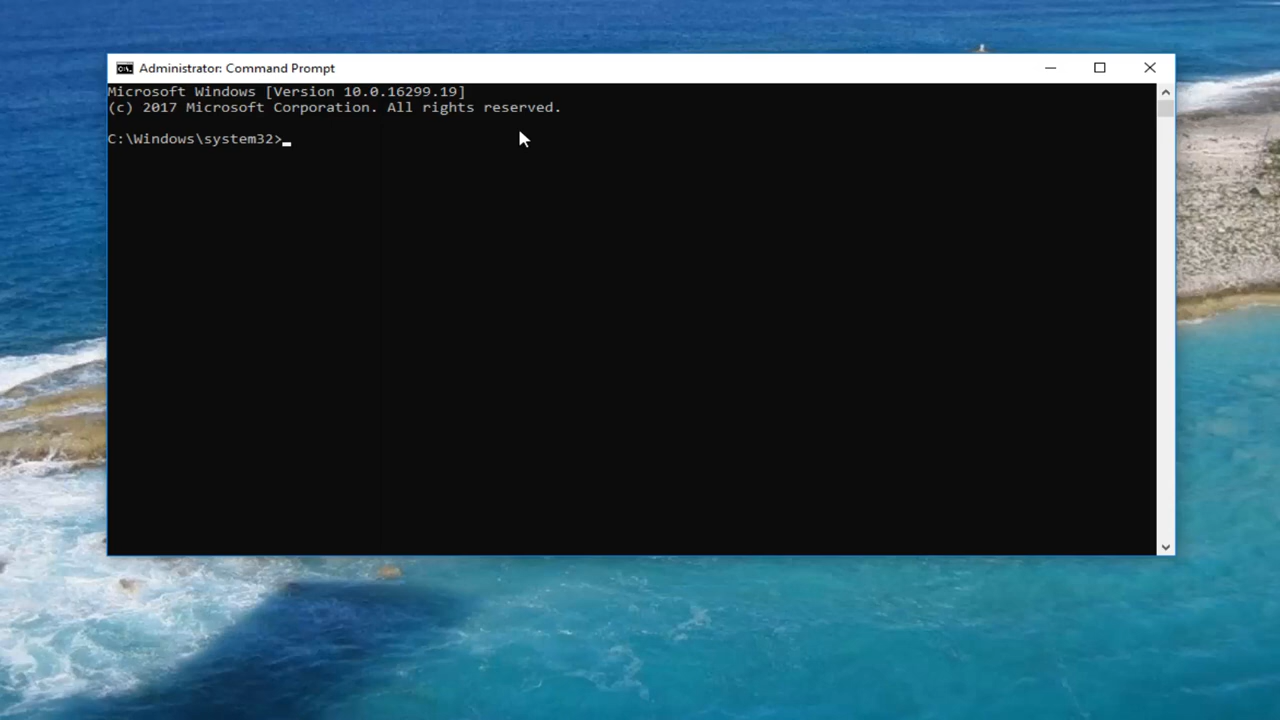 Administrator: Command Prompt
Microsoft Windows [Version 10.0.16299.19]
(c) 2017 Microsoft Corporation. All rights reserved.
C:\Windows\system32>